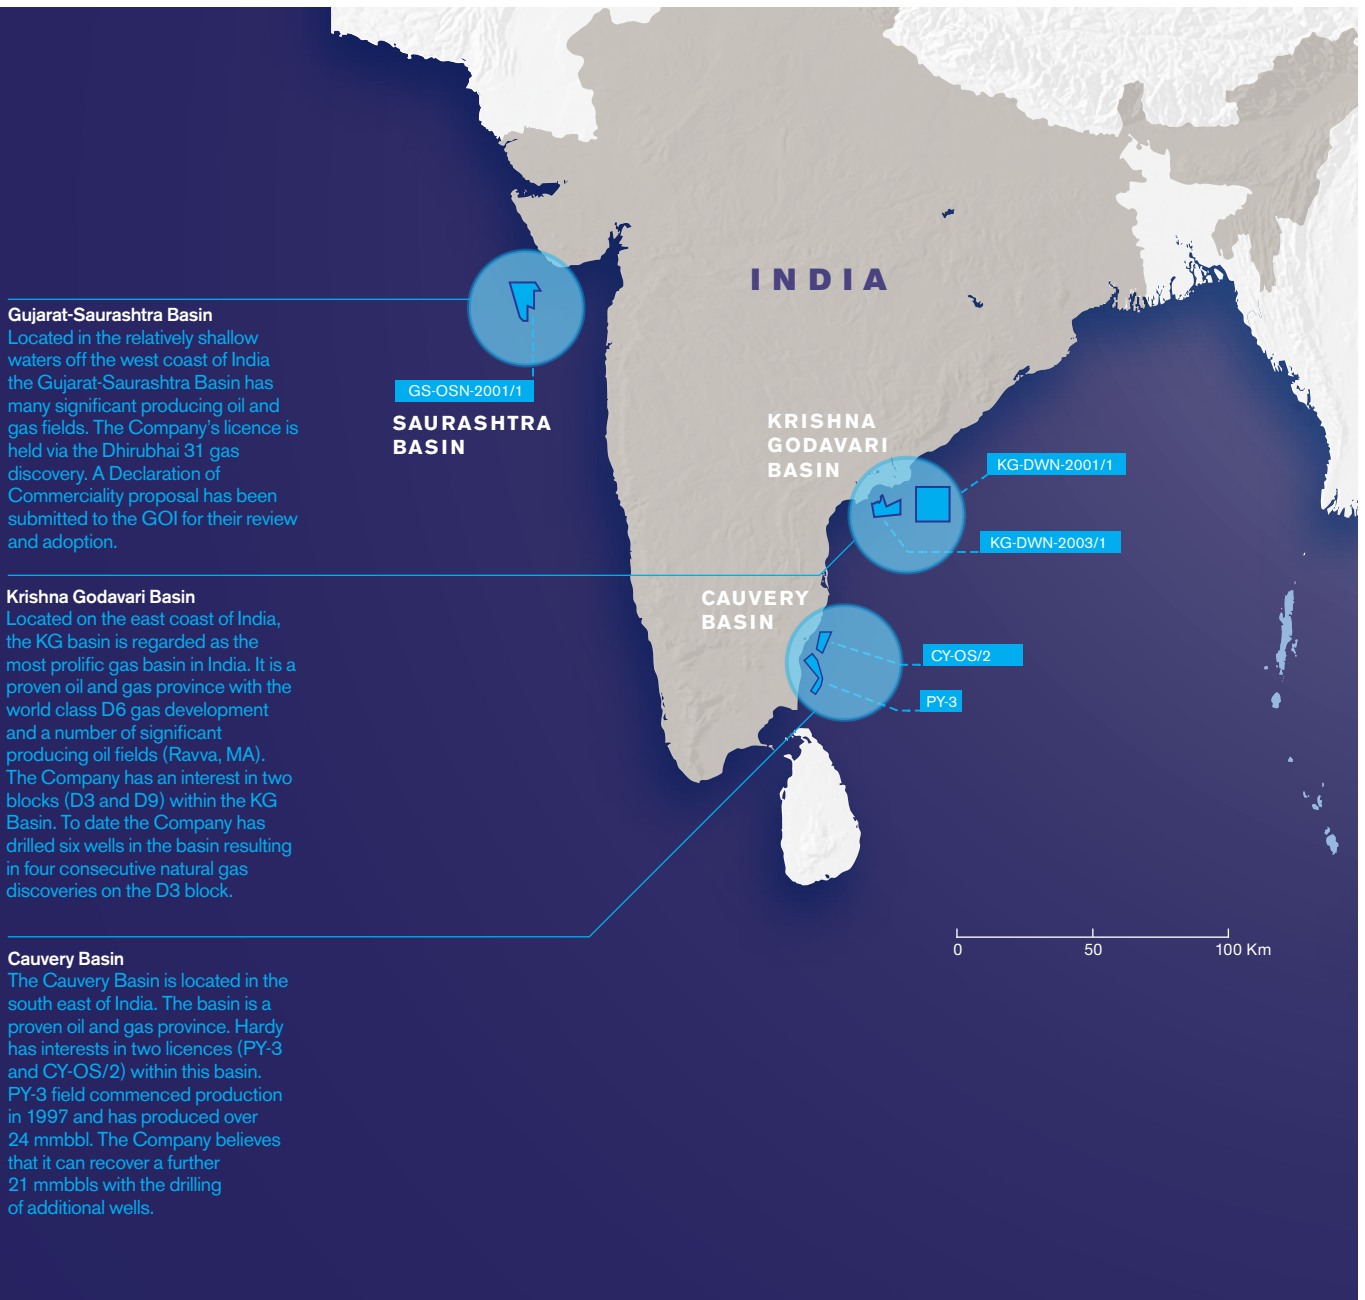 INDIA
Gujarat-Saurashtra Basin
Located in the relatively shallow
waters off the west coast of India
the Gujarat-Saurashtra Basin has
many significant producing oil and
gas fields. The Company's licence is
held via the Dhirubhai 31 gas
discovery. A Declaration of
Commerciality proposal has been
submitted to the GOI for their review
and adoption.
GS-OSN-2001/1
SAURASHTRA
BASIN
KRISHNA
GODAVARI
BASIN
KG-DWN-2001/1
KG-DWN-2003/1
Krishna Godavari Basin
Located on the east coast of India,
the KG basin is regarded as the
most prolific gas basin in India. It is a
proven oil and gas province with the
world class D6 gas development
and a number of significant
producing oil fields (Ravva, MA).
The Company has an interest in two
blocks (D3 and D9) within the KG
Basin. To date the Company has
drilled six wells in the basin resulting
in four consecutive natural gas
discoveries on the D3 block.
CAUVERY
BASIN
CY-OS/2
PY-3
0 50 100 Km
Cauvery Basin
The Cauvery Basin is located in the
south east of India. The basin is a
proven oil and gas province. Hardy
has interests in two licences (PY-3
and CY-OS/2) within this basin.
PY-3 field commenced production
in 1997 and has produced over
24 mmbbl. The Company believes
that it can recover a further
21 mmbbls with the drilling
of additional wells.